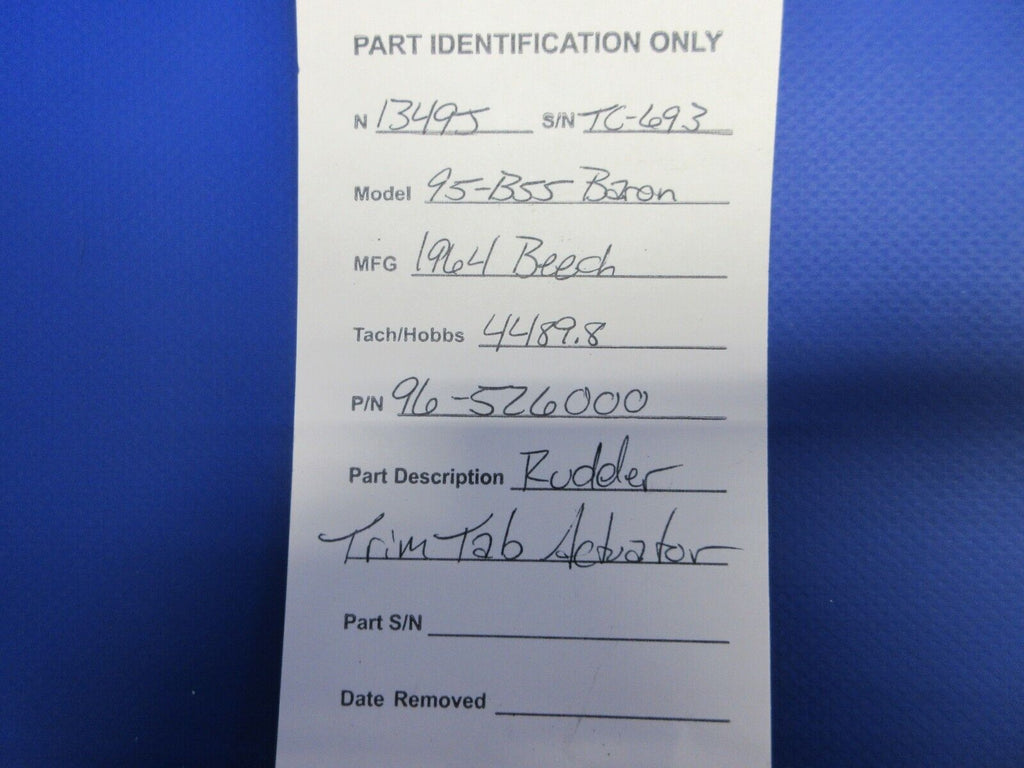 PART IDENTIFICATION ONLY
N 13495 S/N TC-693
Model 95-B55 Baron
MFG 1964 Beech
Tach/Hobbs 4489.8
P/N 96-526000
Part Description Rudder
Trim Tab Actuator
Part S/N
Date Removed